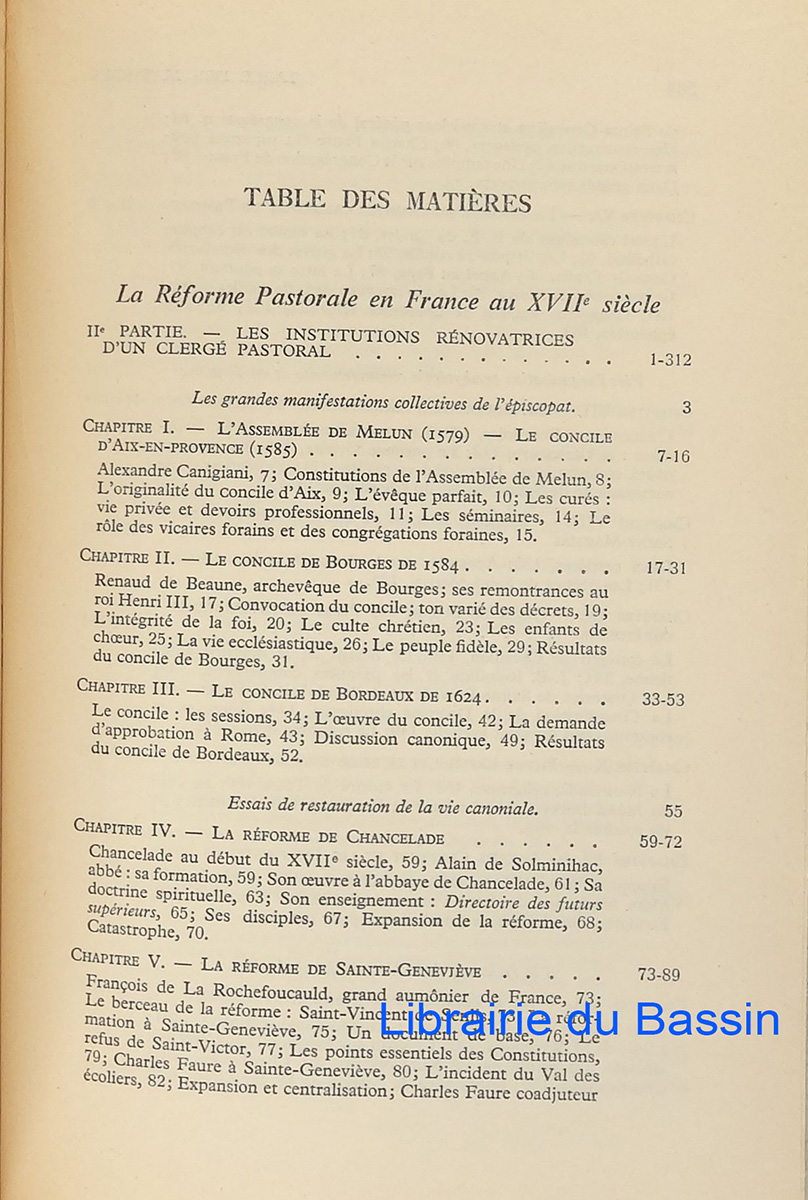 TABLE DES MATIÈRES
La Réforme Pastorale en France au XVIIe siècle
IIe PARTIE. — LES INSTITUTIONS RÉNOVATRICES
D'UN CLERGÉ PASTORAL . . . . . . . . . . . . . 1-312
Les grandes manifestations collectives de l'épiscopat. 3
CHAPITRE I. — L'ASSEMBLÉE DE MELUN (1579) — LE CONCILE
D'AIX-EN-PROVENCE (1585) . . . . . . . . . . . . . . 7-16
Alexandre Canigiani, 7; Constitutions de l'Assemblée de Melun, 8;
L'originalité du concile d'Aix, 9; L'évêque parfait, 10; Les curés :
vie privée et devoirs professionnels, 11; Les séminaires, 14; Le
rôle des vicaires forains et des congrégations foraines, 15.
CHAPITRE II. — LE CONCILE DE BOURGES DE 1584 . . . . . . . 17-31
Renaud de Beaune, archevêque de Bourges; ses remontrances au
roi Henri III, 17; Convocation du concile; ton varié des décrets, 19;
L'intégrité de la foi, 20; Le culte chrétien, 23; Les enfants de
chœur, 25; La vie ecclésiastique, 26; Le peuple fidèle, 29; Résultats
du concile de Bourges, 31.
CHAPITRE III. — LE CONCILE DE BORDEAUX DE 1624 . . . . . . 33-53
Le concile : les sessions, 34; L'œuvre du concile, 42; La demande
d'approbation à Rome, 43; Discussion canonique, 49; Résultats
du concile de Bordeaux, 52.
Essais de restauration de la vie canoniale. 55
CHAPITRE IV. — LA RÉFORME DE CHANCELADE . . . . . . 59-72
Chancelade au début du XVIIe siècle, 59; Alain de Solminihac,
abbé : sa formation, 59; Son œuvre à l'abbaye de Chancelade, 61; Sa
doctrine spirituelle, 63; Son enseignement : Directoire des futurs
supérieurs, 65; Ses disciples, 67; Expansion de la réforme, 68;
Catastrophe, 70.
CHAPITRE V. — LA RÉFORME DE SAINTE-GENEVIÈVE . . . . . 73-89
François de La Rochefoucauld, grand aumônier de France, 73;
Le berceau de la réforme : Saint-Vincent de Senlis, 73; La réfor-
mation à Sainte-Geneviève, 75; Un document de base, 76; Le
refus de Saint-Victor, 77; Les points essentiels des Constitutions,
79; Charles Faure à Sainte-Geneviève, 80; L'incident du Val des
écoliers, 82; Expansion et centralisation; Charles Faure coadjuteur
Librairie du Bassin